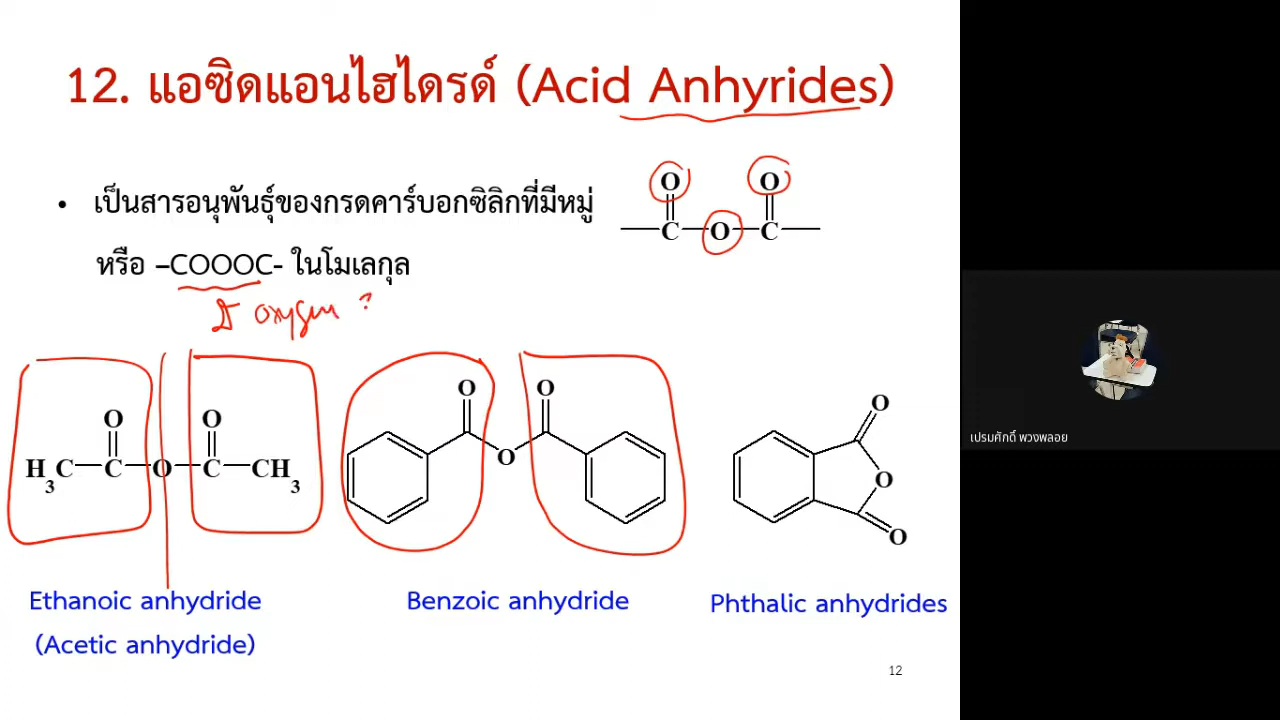 12. แอซิดแอนไฮไดรด์ (Acid Anhyrides)
• เป็นสารอนุพันธุ์ของกรดคาร์บอกซิลิกที่มีหมู่
O O
C O C
หรือ –COOOC- ในโมเลกุล
oxygen ?
O O
H3C C O C CH3
O O
O
O
O
O
Ethanoic anhydride
(Acetic anhydride)
Benzoic anhydride
Phthalic anhydrides
12
เปรมศักดิ์ พวงพลอย